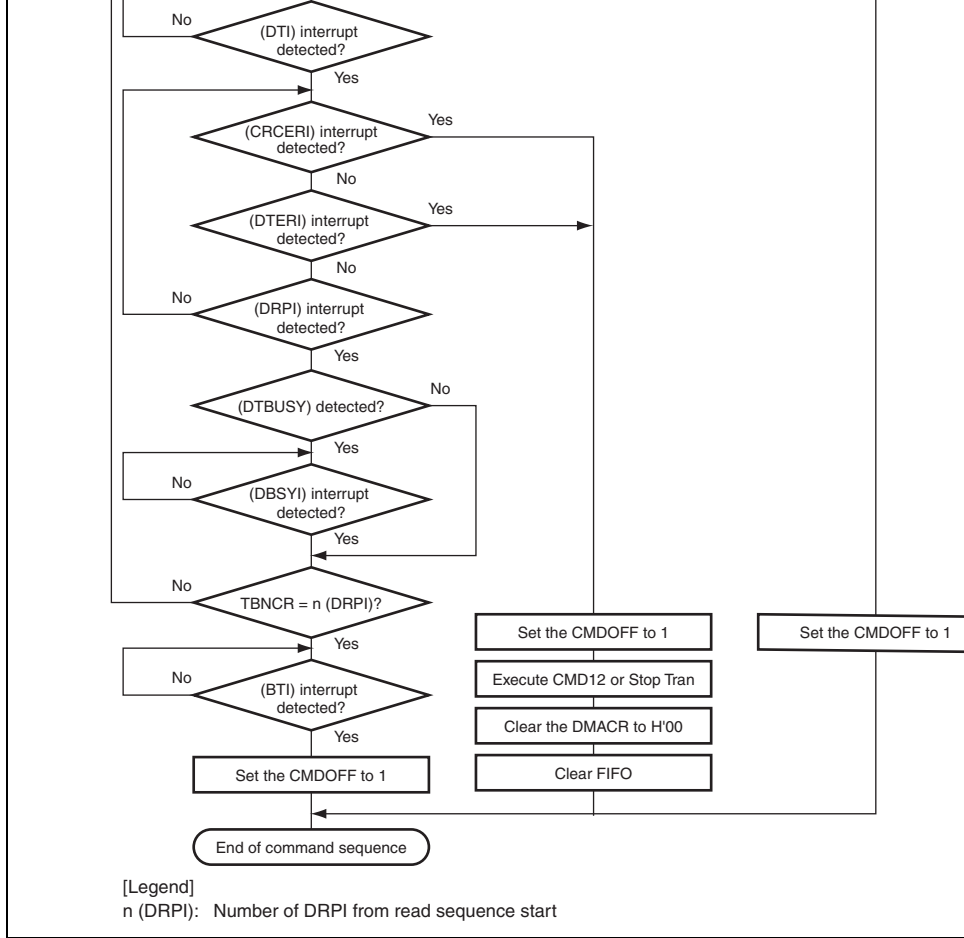 No
(DTI) interrupt
detected?
Yes
(CRCERI) interrupt
detected?
Yes
No
(DTERI) interrupt
detected?
Yes
No
No
(DRPI) interrupt
detected?
Yes
(DTBUSY) detected?
No
Yes
No
(DBSYI) interrupt
detected?
Yes
No
TBNCR = n (DRPI)?
Yes
No
(BTI) interrupt
detected?
Yes
Set the CMDOFF to 1
Set the CMDOFF to 1
Execute CMD12 or Stop Tran
Clear the DMACR to H'00
Clear FIFO
Set the CMDOFF to 1
End of command sequence
[Legend]
n (DRPI): Number of DRPI from read sequence start